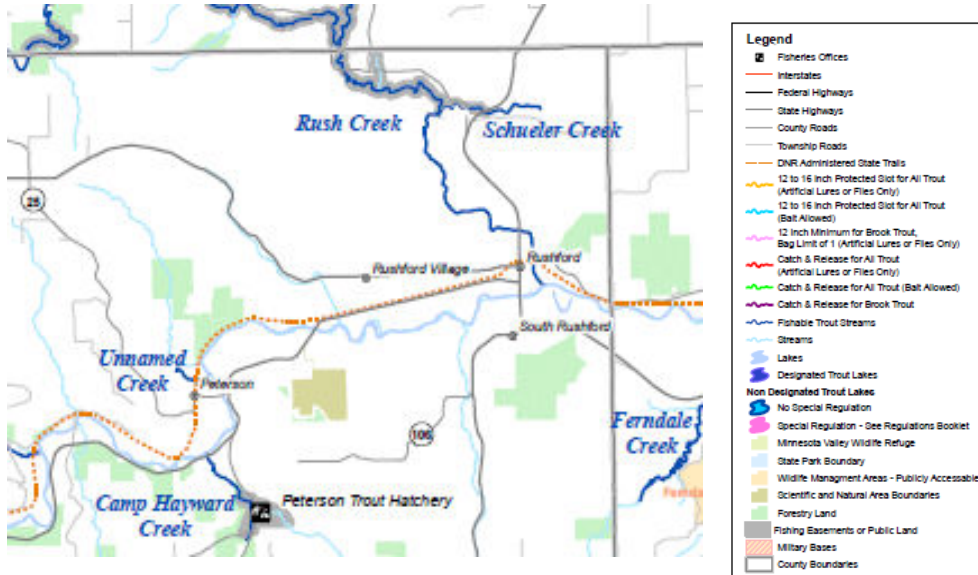 Rush Creek
Schueler Creek
25
Rushford Village
Rushford
South Rushford
Unnamed
Creek
Peterson
106
Ferndale
Creek
Camp Hayward
Creek
Peterson Trout Hatchery
Legend
Fisheries Offices
Interstates
Federal Highways
State Highways
County Roads
Township Roads
DNR Administered State Trails
12 to 16 Inch Protected Slot for All Trout
(Artificial Lures or Flies Only)
12 to 16 Inch Protected Slot for All Trout
(Bait Allowed)
12 Inch Minimum for Brook Trout,
Bag Limit of 1 (Artificial Lures or Flies Only)
Catch & Release for All Trout
(Artificial Lures or Flies Only)
Catch & Release for All Trout (Bait Allowed)
Catch & Release for Brook Trout
Fishable Trout Streams
Streams
Lakes
Designated Trout Lakes
Non Designated Trout Lakes
No Special Regulation
Special Regulation - See Regulations Booklet
Minnesota Valley Wildlife Refuge
State Park Boundary
Wildlife Managment Areas - Publicly Accessable
Scientific and Natural Area Boundaries
Forestry Land
Fishing Easements or Public Land
Military Bases
County Boundaries